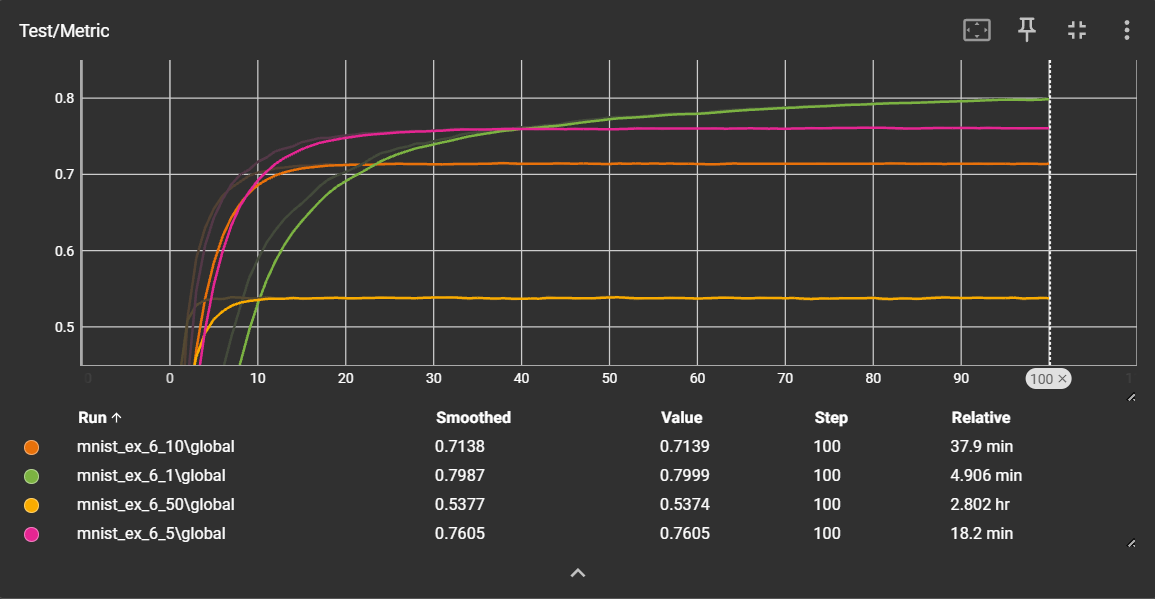 Test/Metric
0.8
0.7
0.6
0.5
0 0 10 20 30 40 50 60 70 80 90 100 ×
Run ↑ Smoothed Value Step Relative
mnist_ex_6_10\global 0.7138 0.7139 100 37.9 min
mnist_ex_6_1\global 0.7987 0.7999 100 4.906 min
mnist_ex_6_50\global 0.5377 0.5374 100 2.802 hr
mnist_ex_6_5\global 0.7605 0.7605 100 18.2 min